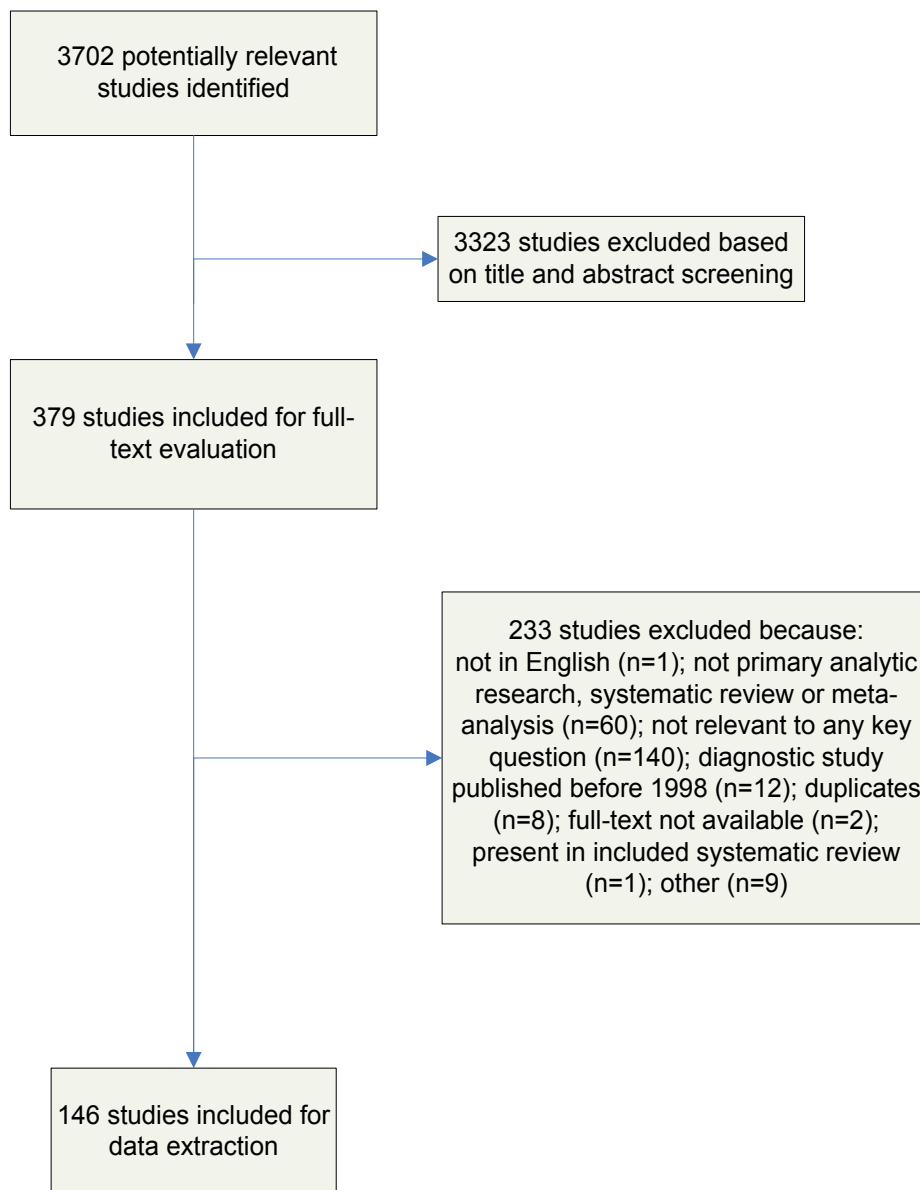 3702 potentially relevant
studies identified
3323 studies excluded based
on title and abstract screening
379 studies included for full-
text evaluation
233 studies excluded because:
not in English (n=1); not primary analytic
research, systematic review or meta-
analysis (n=60); not relevant to any key
question (n=140); diagnostic study
published before 1998 (n=12); duplicates
(n=8); full-text not available (n=2);
present in included systematic review
(n=1); other (n=9)
146 studies included for
data extraction